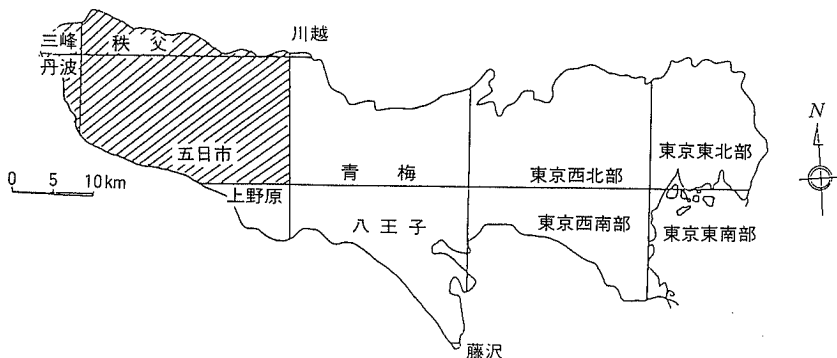 三峰
秩父
川越
丹波
N
五日市
0 5 10km
上野原
青梅
八王子
東京西北部
東京西南部
東京東北部
東京東南部
藤沢